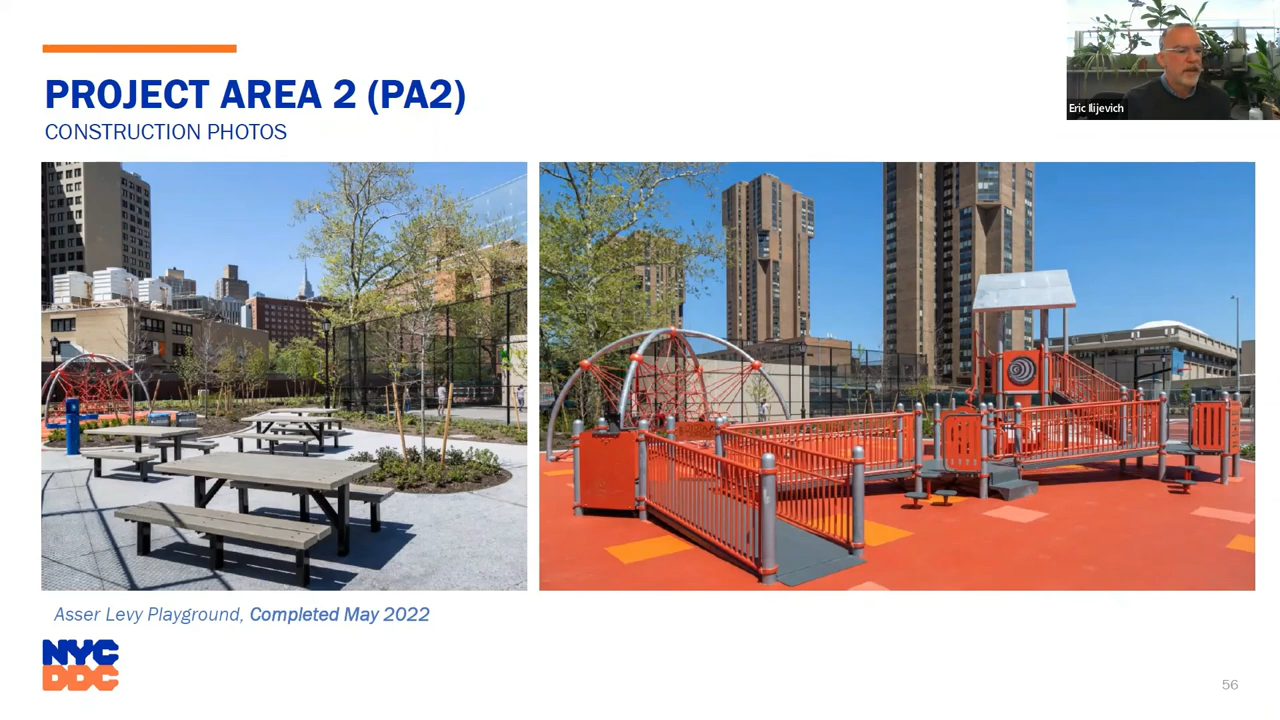 PROJECT AREA 2 (PA2)
CONSTRUCTION PHOTOS
Eric Ilijevich
Asser Levy Playground, Completed May 2022
NYC
DDC
56